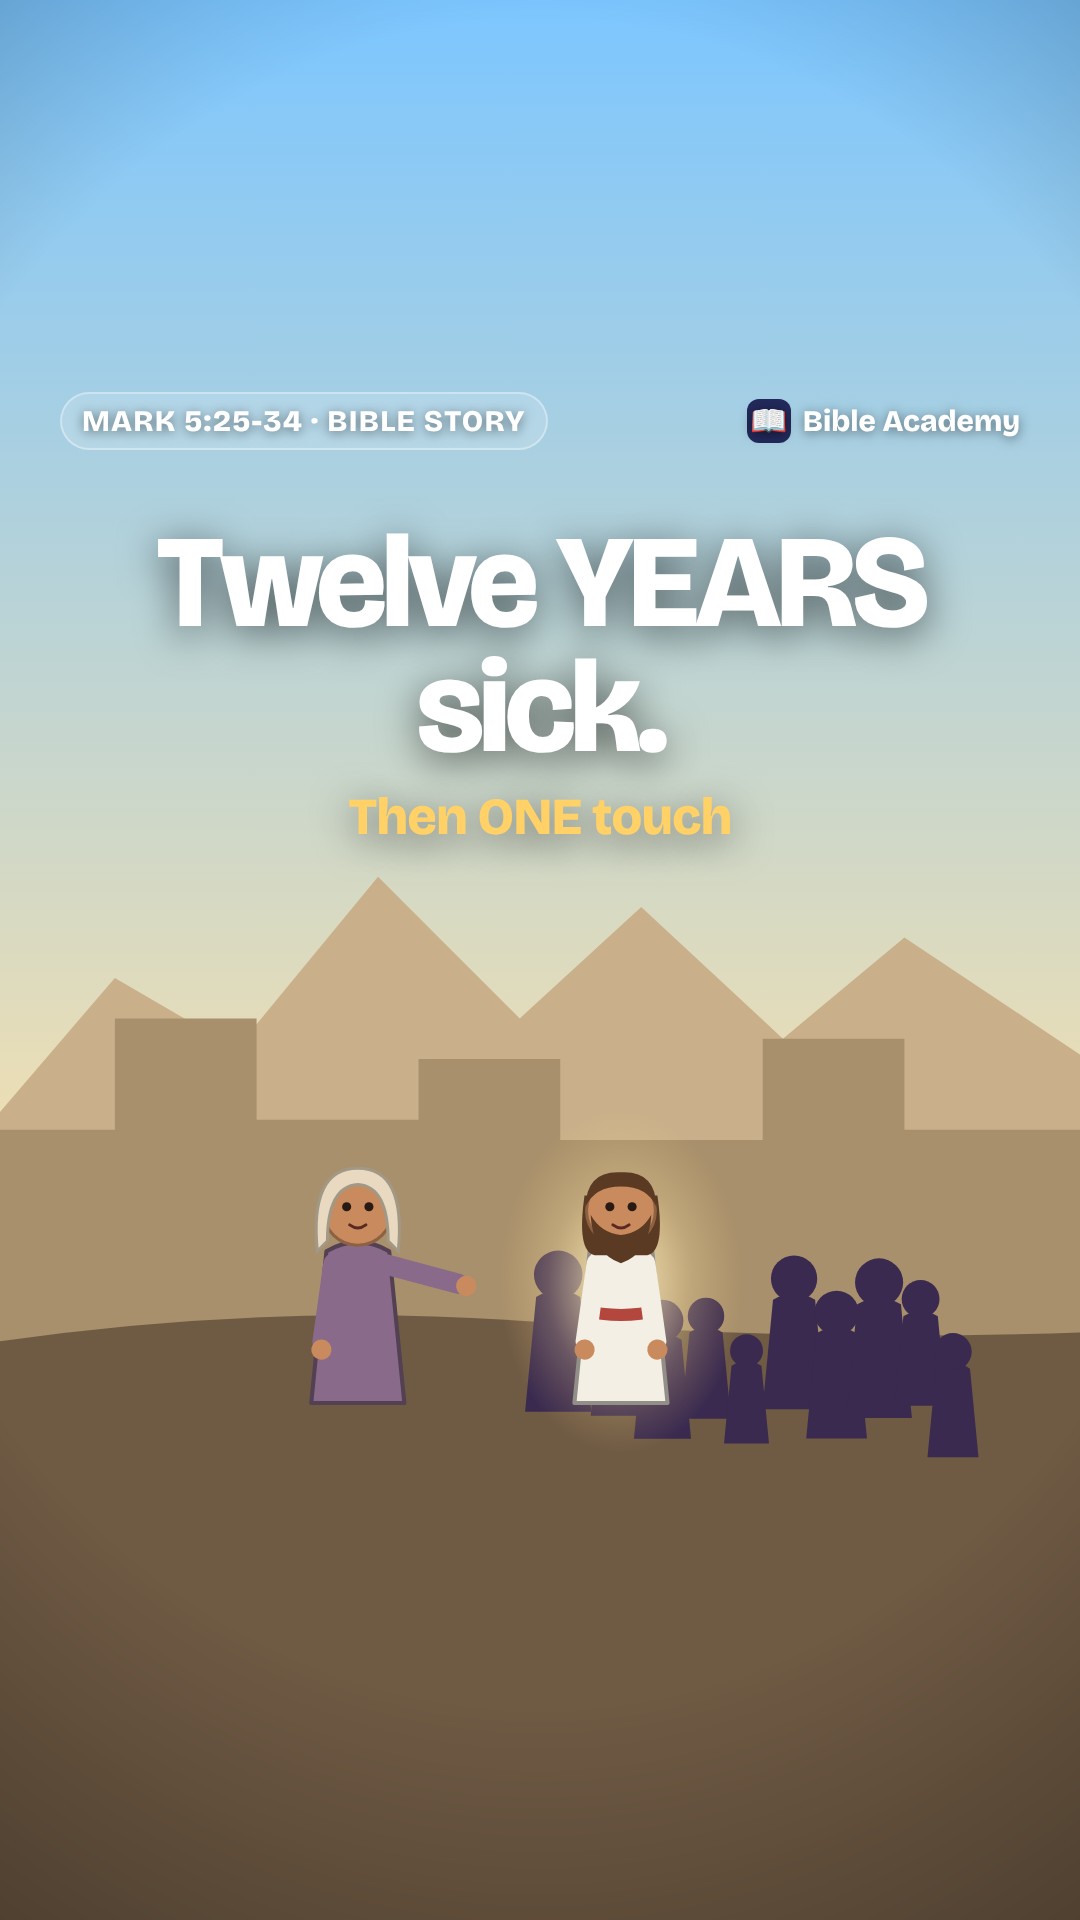 MARK 5:25-34 · BIBLE STORY
Bible Academy
Twelve YEARS
sick.
Then ONE touch